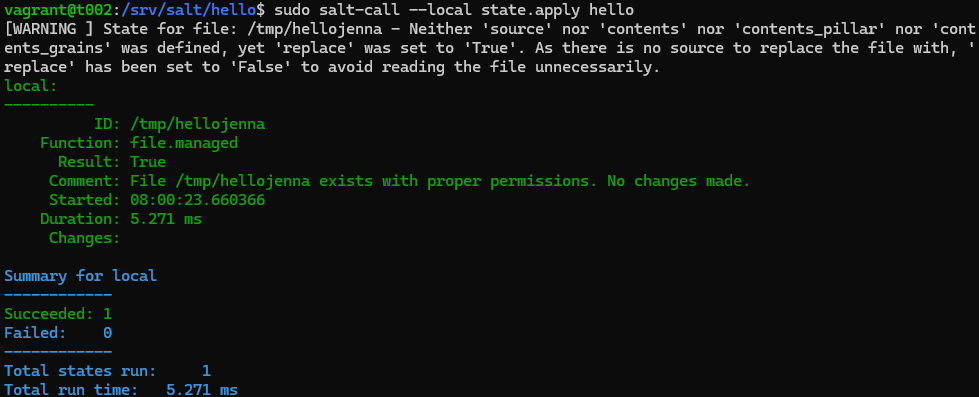 vagrant@t002:/srv/salt/hello$ sudo salt-call --local state.apply hello
[WARNING ] State for file: /tmp/hellojenna - Neither 'source' nor 'contents' nor 'contents_pillar' nor 'cont
ents_grains' was defined, yet 'replace' was set to 'True'. As there is no source to replace the file with, '
replace' has been set to 'False' to avoid reading the file unnecessarily.
local:
----------
          ID: /tmp/hellojenna
    Function: file.managed
      Result: True
     Comment: File /tmp/hellojenna exists with proper permissions. No changes made.
     Started: 08:00:23.660366
    Duration: 5.271 ms
     Changes:

Summary for local
------------
Succeeded: 1
Failed:    0
------------
Total states run:     1
Total run time:   5.271 ms